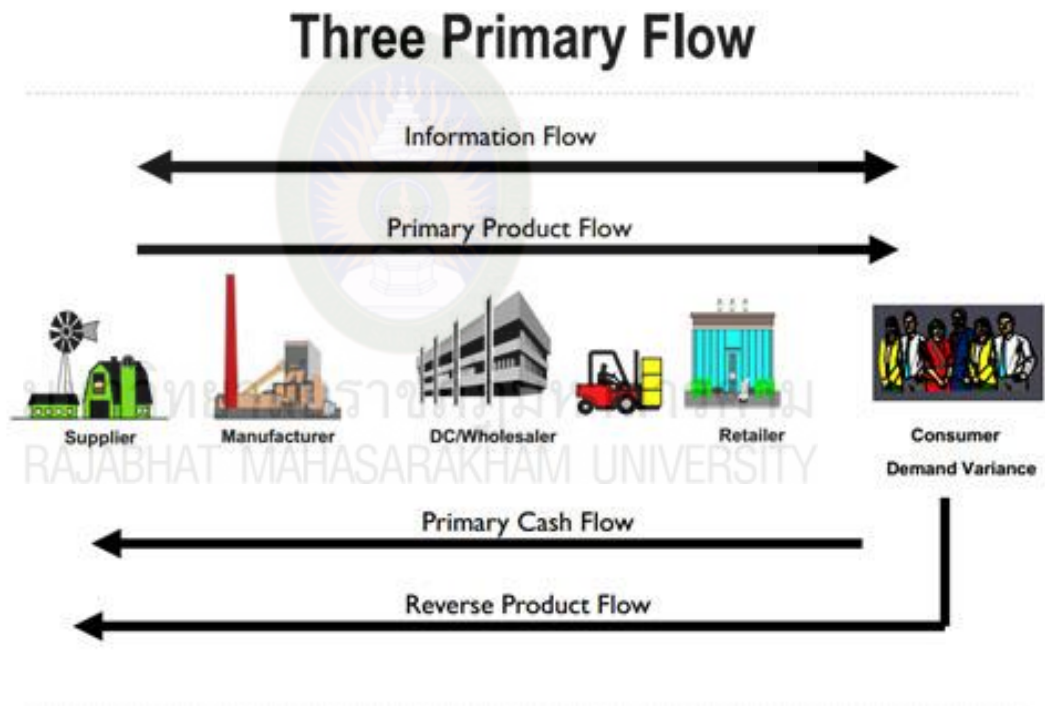 Three Primary Flow
Information Flow
Primary Product Flow
Supplier
Manufacturer
DC/Wholesaler
Retailer
Consumer
Demand Variance
RAJABHAT MAHASARAKHAM UNIVERSITY
Primary Cash Flow
Reverse Product Flow